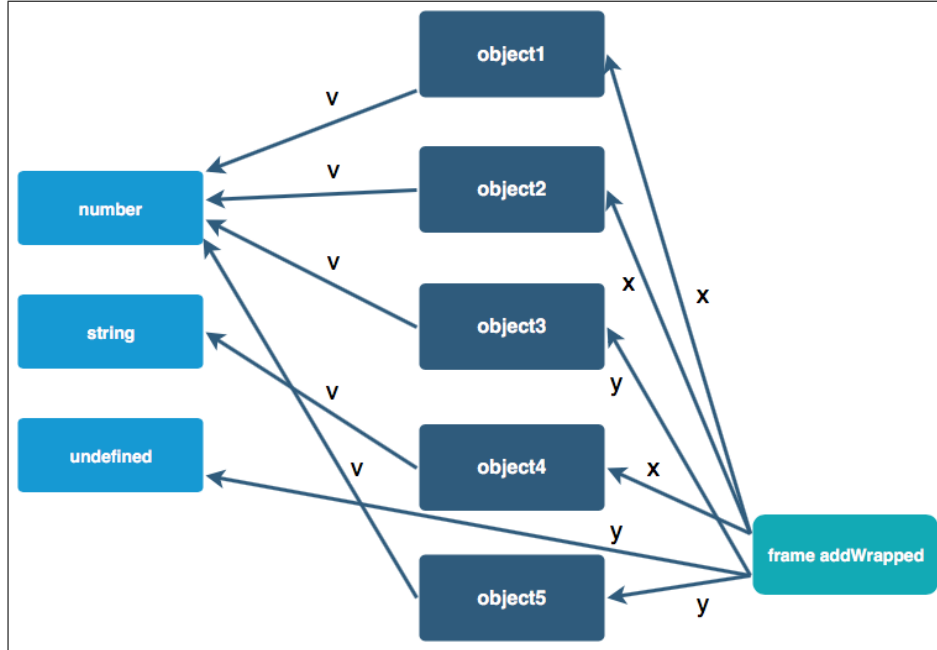 object1
v
object2
v
number
object3
v
x
x
string
y
v
undefined
object4
v
x
y
frame addWrapped
object5
y